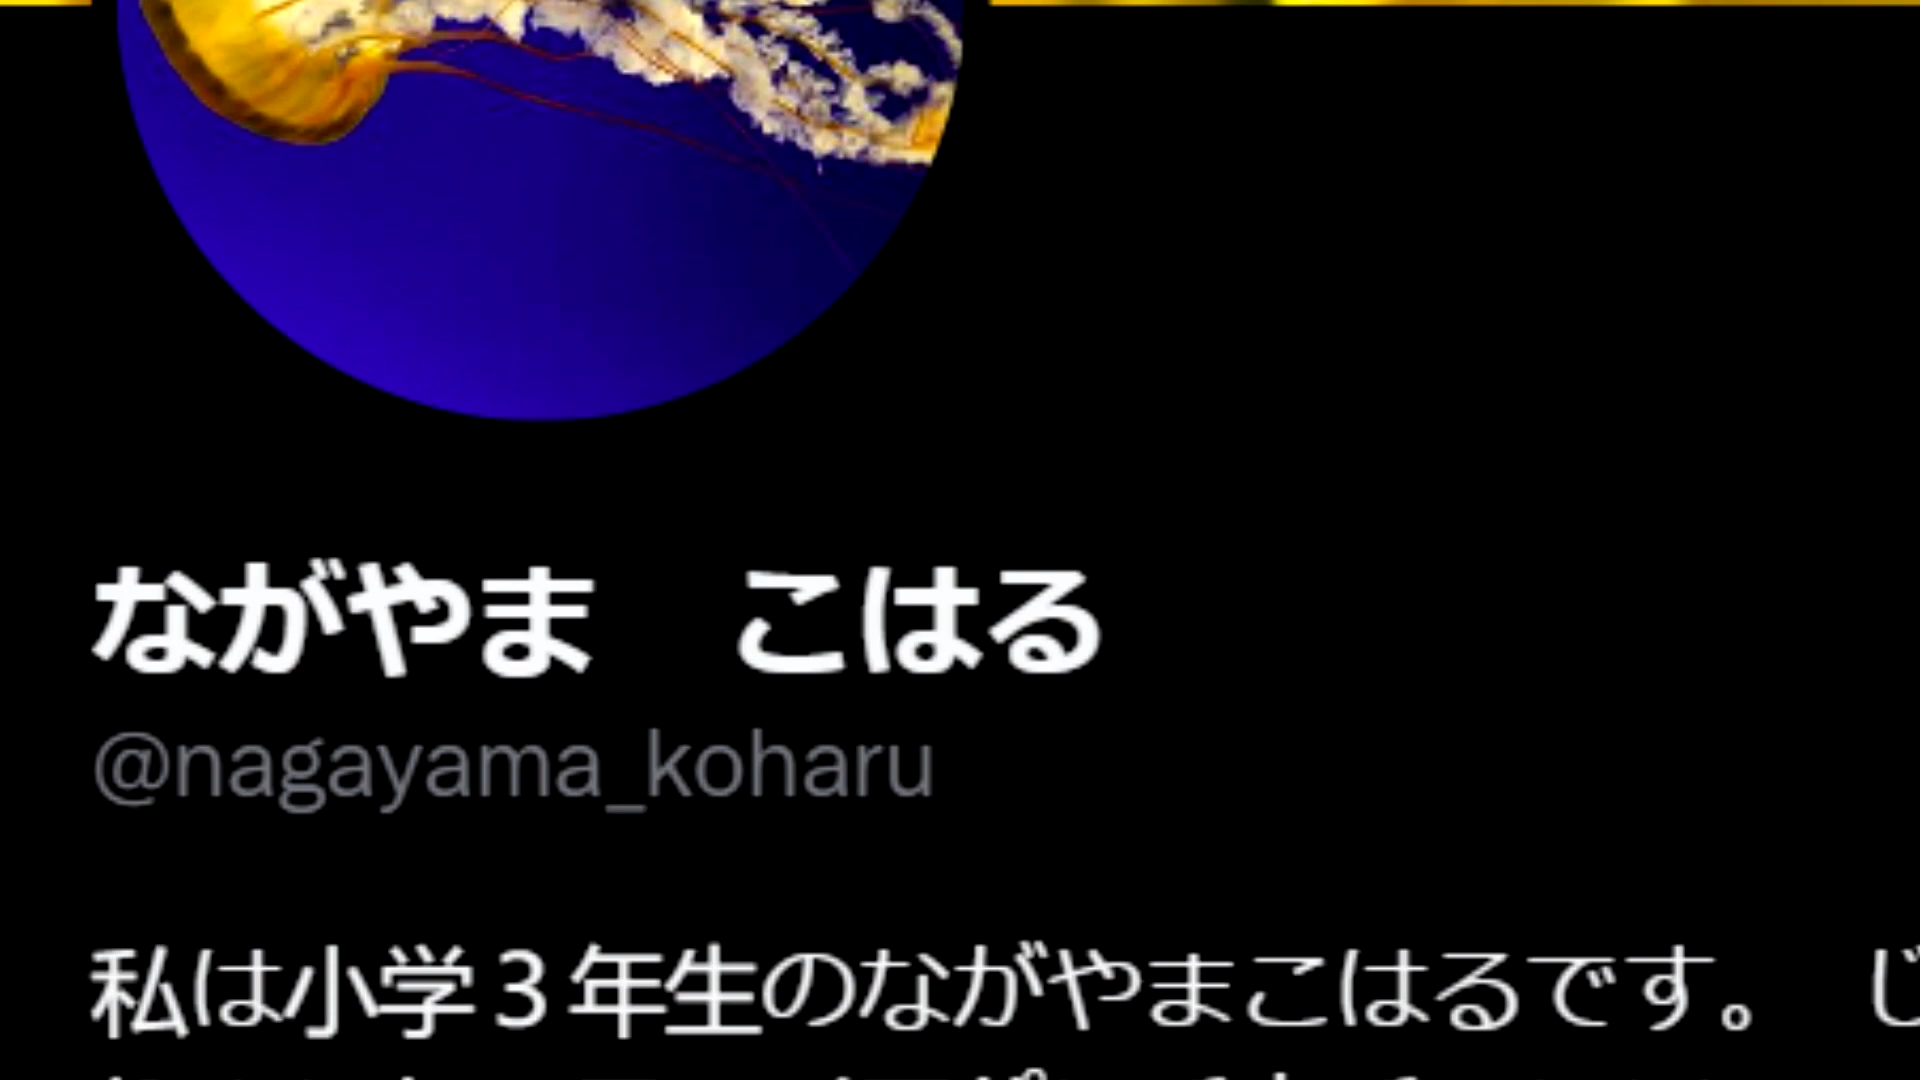 ながやま　こはる
@nagayama_koharu
私は小学３年生のながやまこはるです。　じ